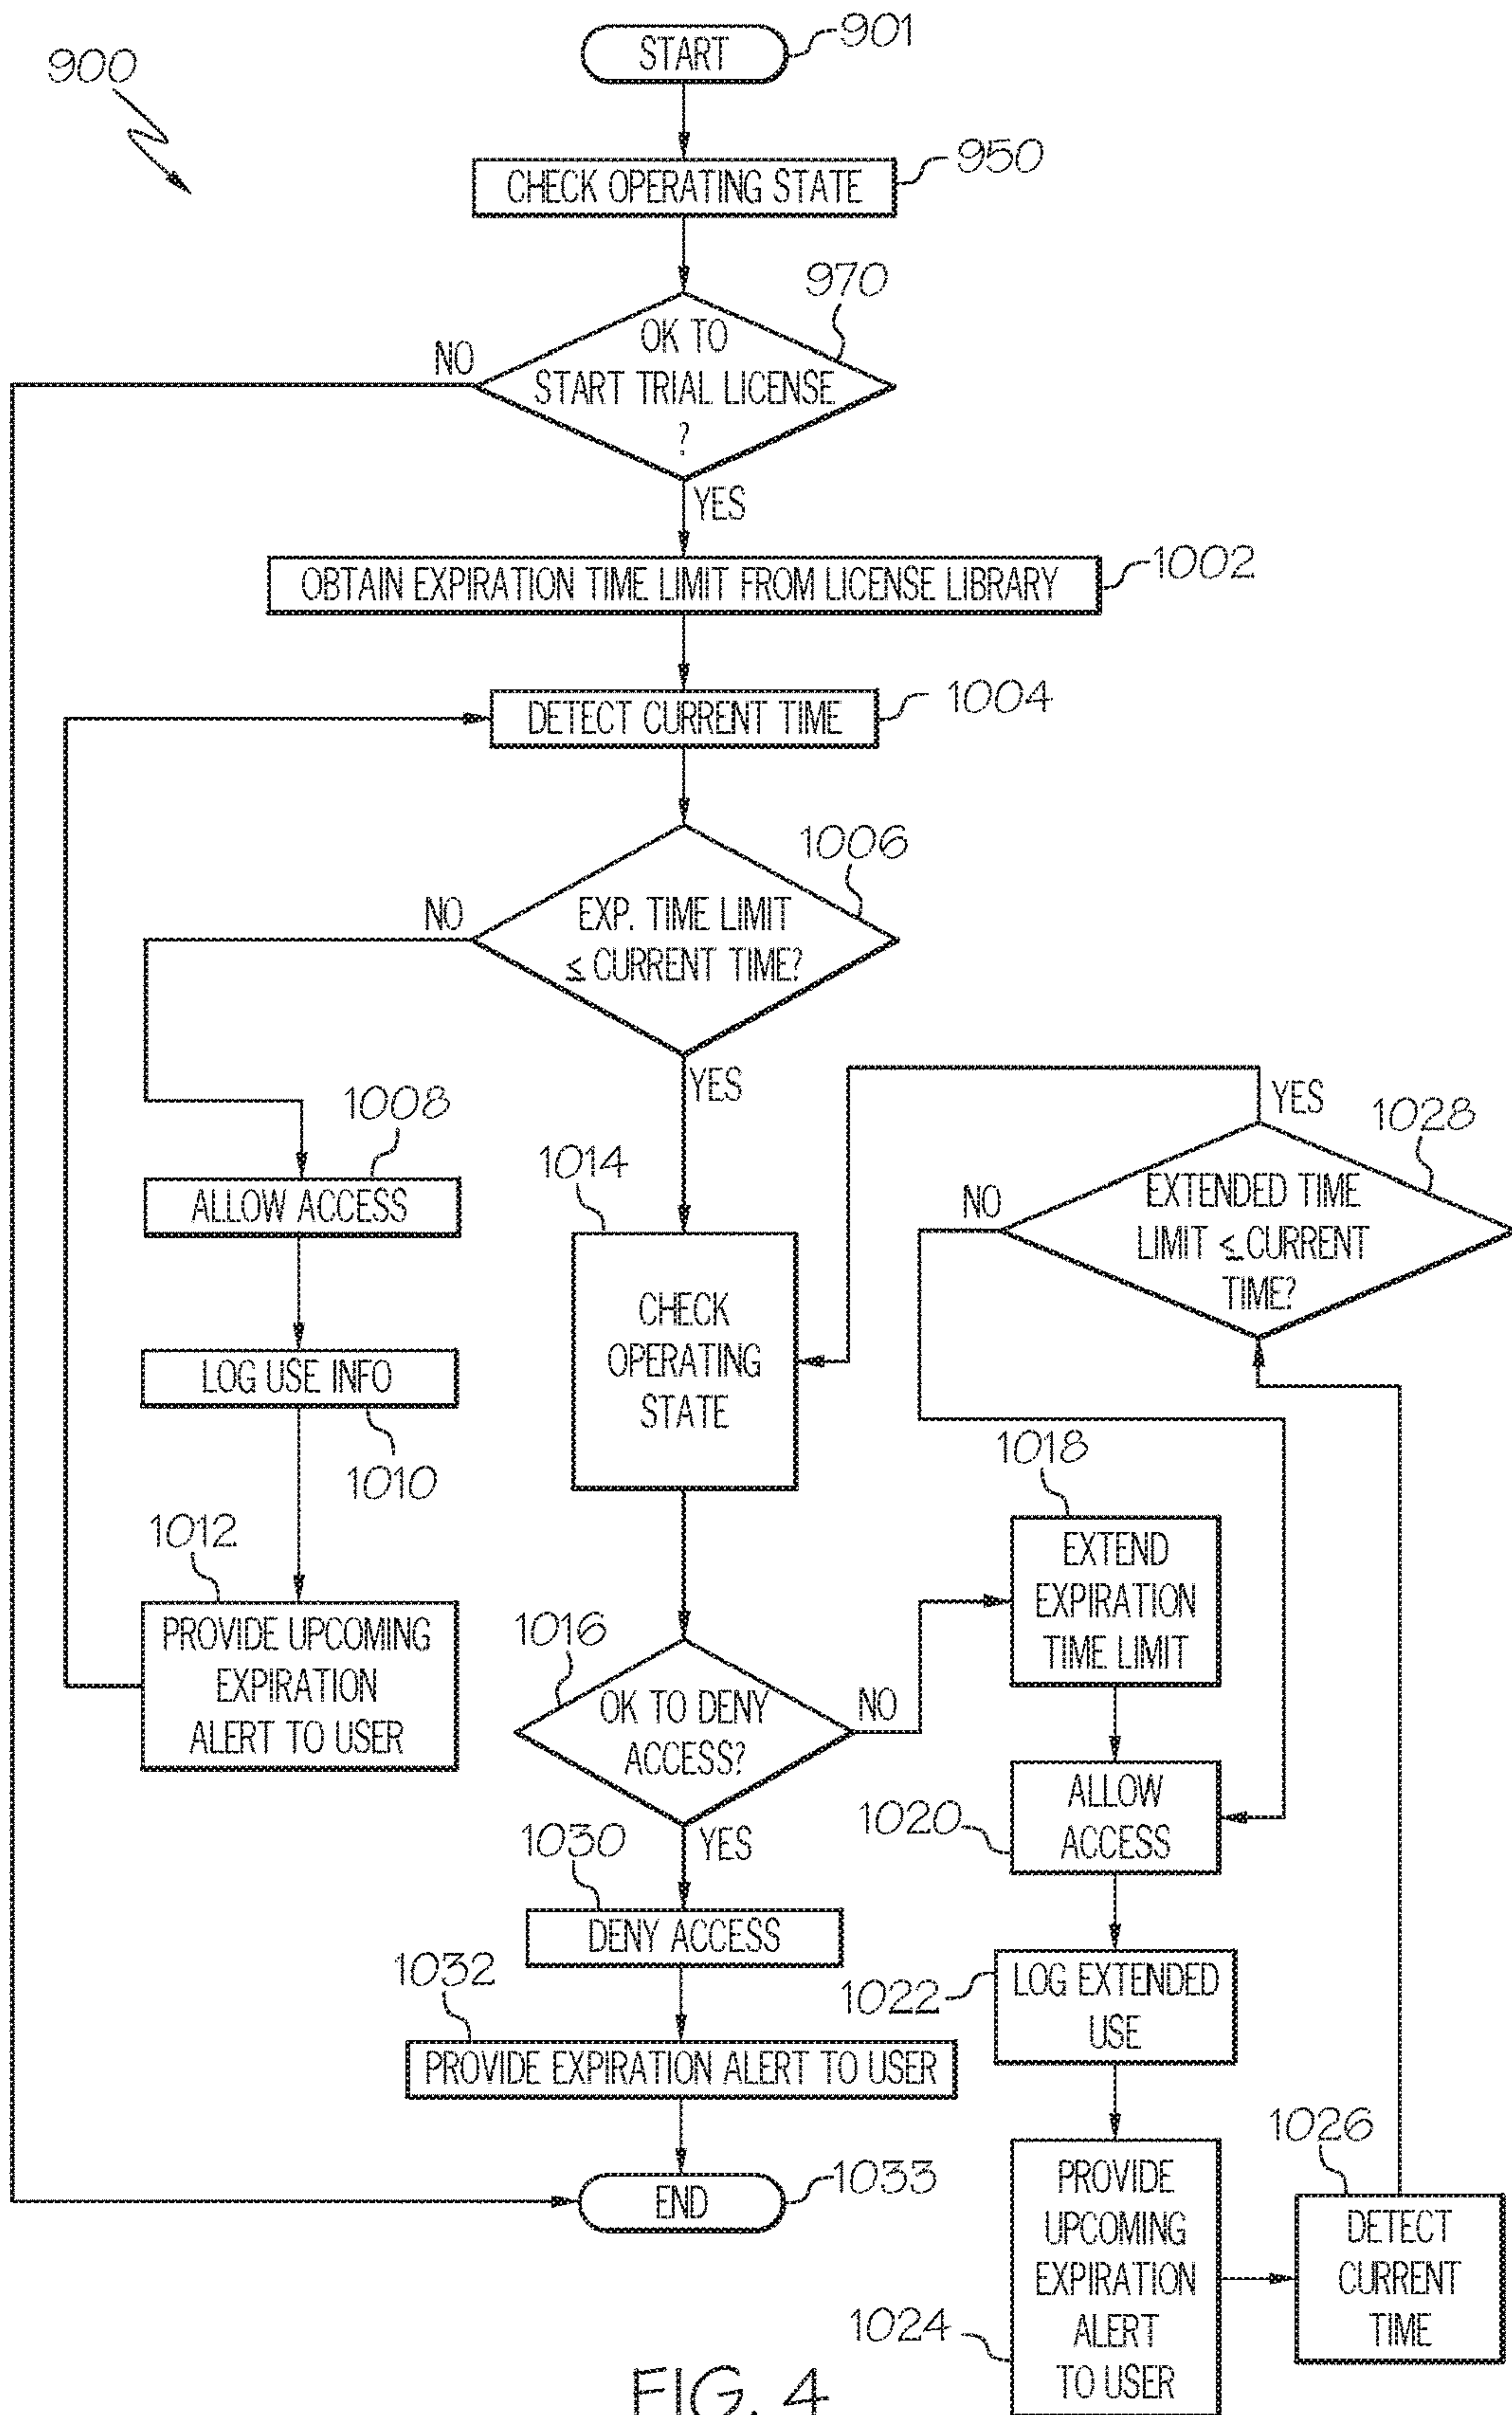 900
START
901
CHECK OPERATING STATE
950
970
OK TO
START TRIAL LICENSE
?
NO
YES
OBTAIN EXPIRATION TIME LIMIT FROM LICENSE LIBRARY
1002
DETECT CURRENT TIME
1004
1006
EXP. TIME LIMIT
≤ CURRENT TIME?
NO
YES
1008
ALLOW ACCESS
LOG USE INFO
1010
1012
PROVIDE UPCOMING
EXPIRATION
ALERT TO USER
1014
CHECK
OPERATING
STATE
1016
OK TO DENY
ACCESS?
NO
YES
1030
DENY ACCESS
1032
PROVIDE EXPIRATION ALERT TO USER
END
1033
YES
1028
EXTENDED TIME
LIMIT ≤ CURRENT
TIME?
NO
1018
EXTEND
EXPIRATION
TIME LIMIT
ALLOW
ACCESS
1020
LOG EXTENDED
USE
1022
PROVIDE
UPCOMING
EXPIRATION
ALERT
TO USER
1024
1026
DETECT
CURRENT
TIME
FIG. 4